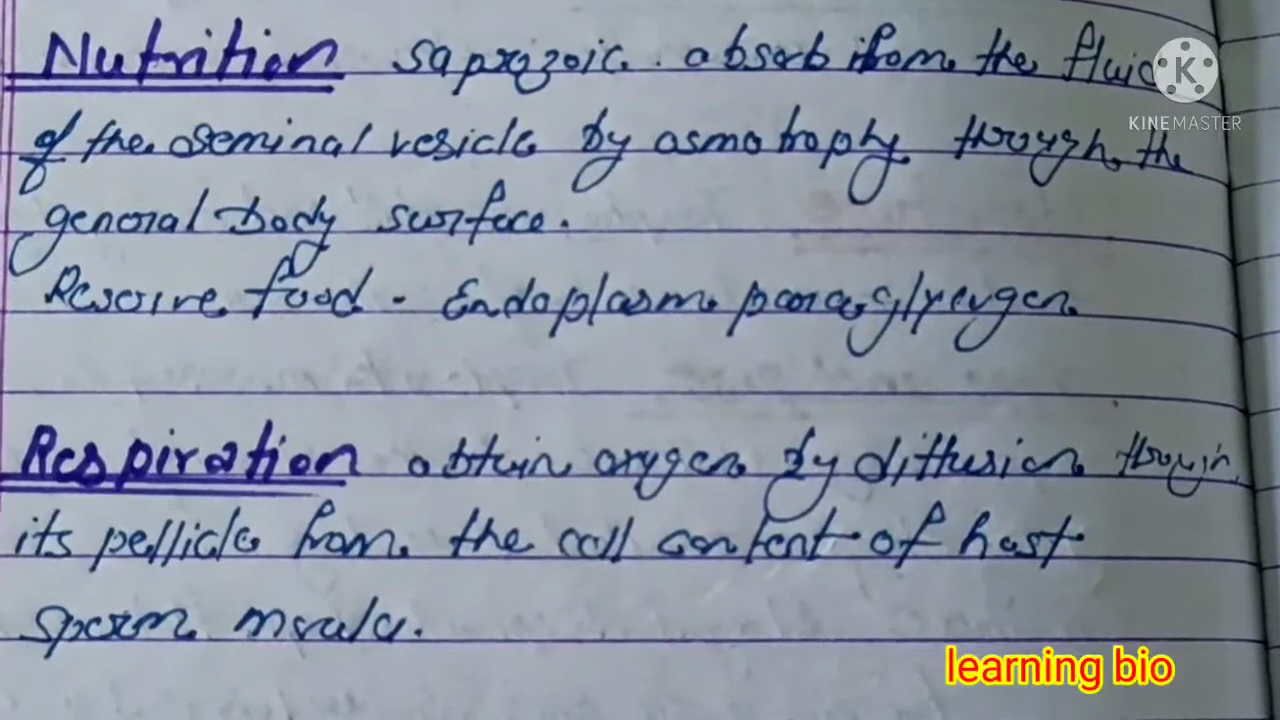 Nutrition saprozoic. absorb from the fluid
of the seminal vesicle by osmotrophy through the
general body surface.
Reserve food - Endoplasm paraglycogen
Respiration obtain oxygen by diffusion through
its pellicle from the cell content of host
sperm morula.
KINEMASTER
learning bio